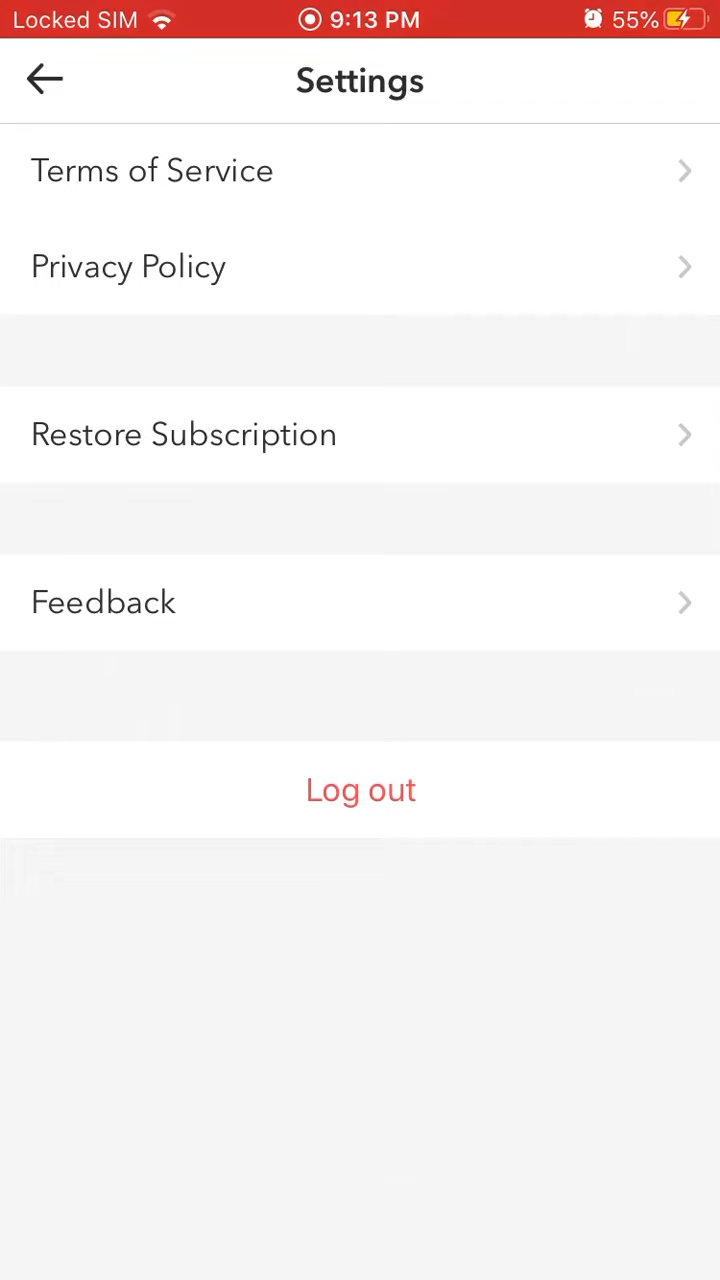 Locked SIM 9:13 PM 55%
Settings
Terms of Service
Privacy Policy
Restore Subscription
Feedback
Log out